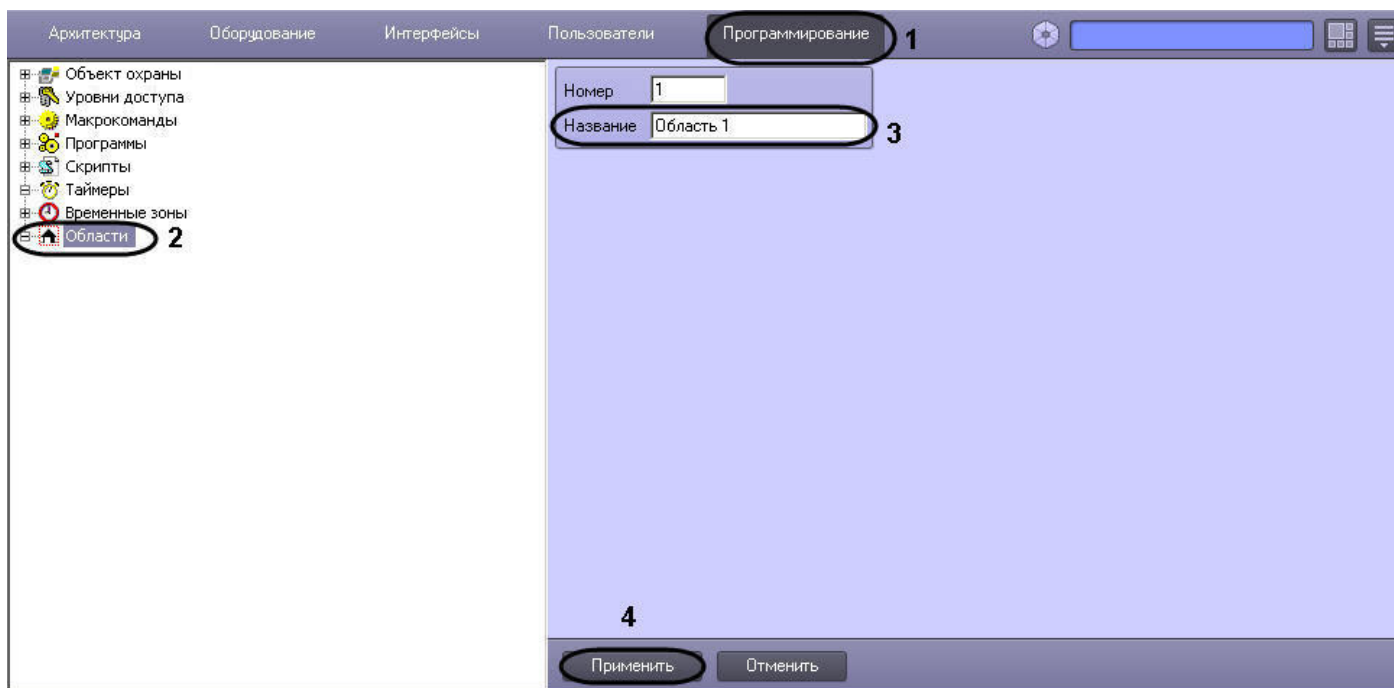 Архитектура Оборудование Интерфейсы Пользователи Программирование 1
Объект охраны
Уровни доступа
Макрокоманды
Программы
Скрипты
Таймеры
Временные зоны
Области 2
Номер 1
Название Область 1 3
4
Применить Отменить